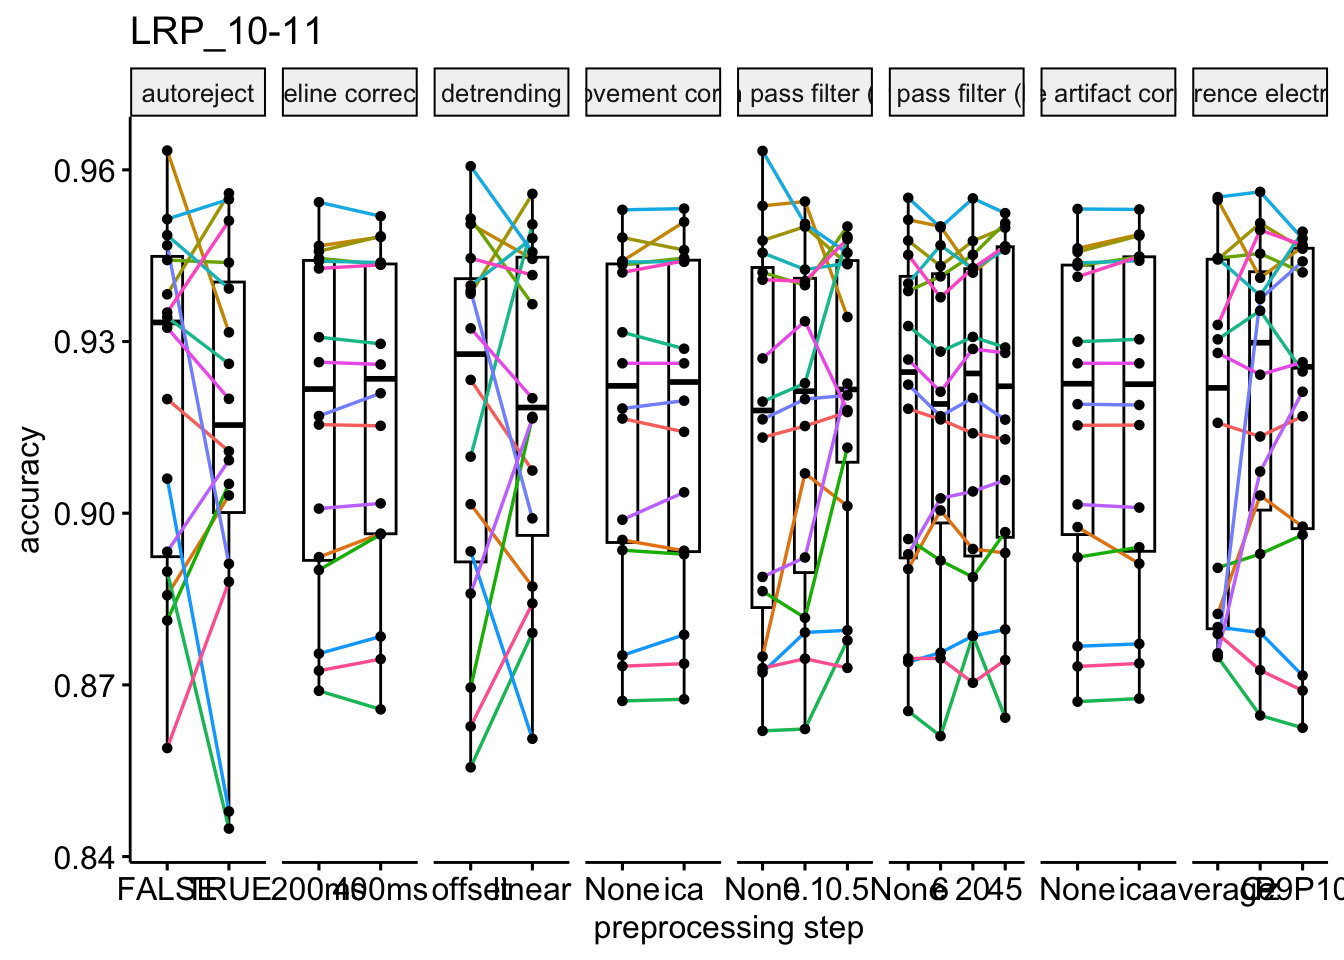 LRP_10-11
autoreject
eline correc
detrending
ovement cor
pass filter (
pass filter (
artifact cor
rence electr
0.96
0.93
0.90
0.87
0.84
accuracy
FALSE TRUE 200ms 400ms offset linear None ica None 0.1 0.5 None 6 20 45 None ica average Cz P9P10
preprocessing step